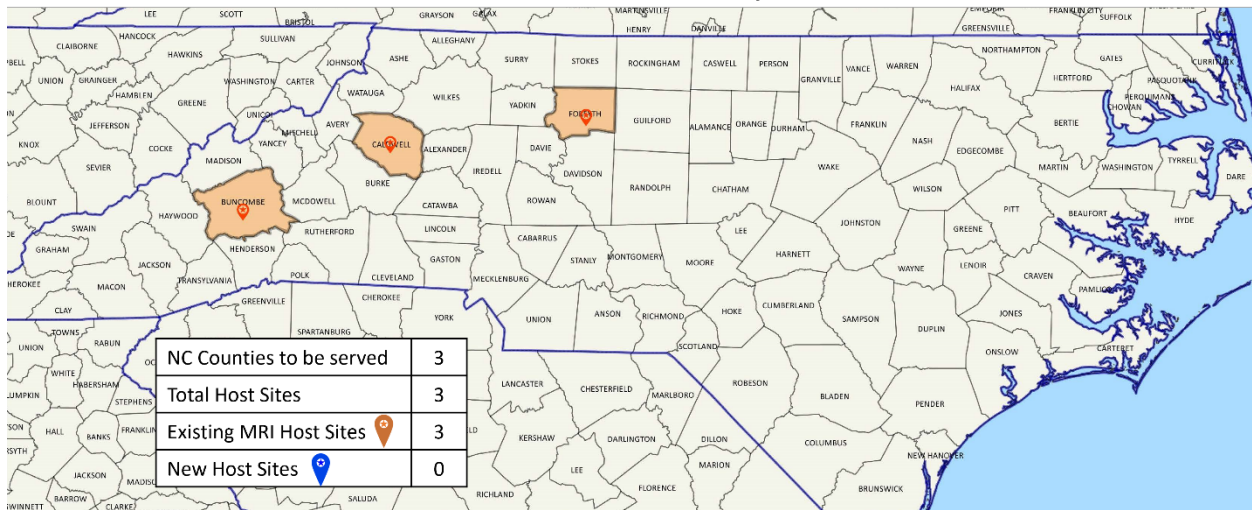 MARTINSVILLE
LEE
SCOTT
GRAYSON
GALAX
HENRY
DANVILLE
GREENSVILLE
FRANKLIN CITY
SUFFOLK
HANCOCK
SULLIVAN
CLAIBORNE
HAWKINS
JOHNSON
ALLEGHANY
ASHE
SURRY
STOKES
ROCKINGHAM
CASWELL
PERSON
GRANVILLE
VANCE
WARREN
NORTHAMPTON
GATES
CURRITUCK
UNION
GRAINGER
HAMBLEN
GREENE
WASHINGTON
CARTER
WATAUGA
WILKES
YADKIN
FORSYTH
GUILFORD
ALAMANCE
ORANGE
DURHAM
FRANKLIN
HALIFAX
HERTFORD
PASQUOTANK
PERQUIMANS
CHOWAN
BERTIE
KNOX
JEFFERSON
COCKE
SEVIER
UNICOI
MITCHELL
YANCEY
AVERY
CALDWELL
ALEXANDER
IREDELL
DAVIE
DAVIDSON
RANDOLPH
CHATHAM
WAKE
NASH
EDGECOMBE
MARTIN
WASHINGTON
TYRRELL
DARE
BLOUNT
MADISON
BUNCOMBE
MCDOWELL
BURKE
CATAWBA
ROWAN
LEE
JOHNSTON
WILSON
PITT
BEAUFORT
HYDE
SWAIN
HAYWOOD
RUTHERFORD
LINCOLN
CABARRUS
GREENE
GRAHAM
JACKSON
HENDERSON
GASTON
STANLY
MONTGOMERY
MOORE
HARNETT
WAYNE
LENOIR
CRAVEN
CHEROKEE
MACON
TRANSYLVANIA
POLK
CLEVELAND
MECKLENBURG
PAMLICO
CLAY
GREENVILLE
CHEROKEE
YORK
UNION
ANSON
RICHMOND
HOKE
CUMBERLAND
SAMPSON
DUPLIN
JONES
TOWNS
RABUN
SPARTANBURG
SCOTLAND
ONSLOW
CARTERET
UNION
WHITE
HABERSHAM
STEPHENS
LANCASTER
CHESTERFIELD
MARLBORO
ROBESON
BLADEN
PENDER
HALL
BANKS
FRANKLIN
KERSHAW
DARLINGTON
DILLON
COLUMBUS
NEW HANOVER
JACKSON
LEE
MARION
BARROW
CLARKE
SALUDA
RICHLAND
FLORENCE
BRUNSWICK
NC Counties to be served 3
Total Host Sites 3
Existing MRI Host Sites 3
New Host Sites 0